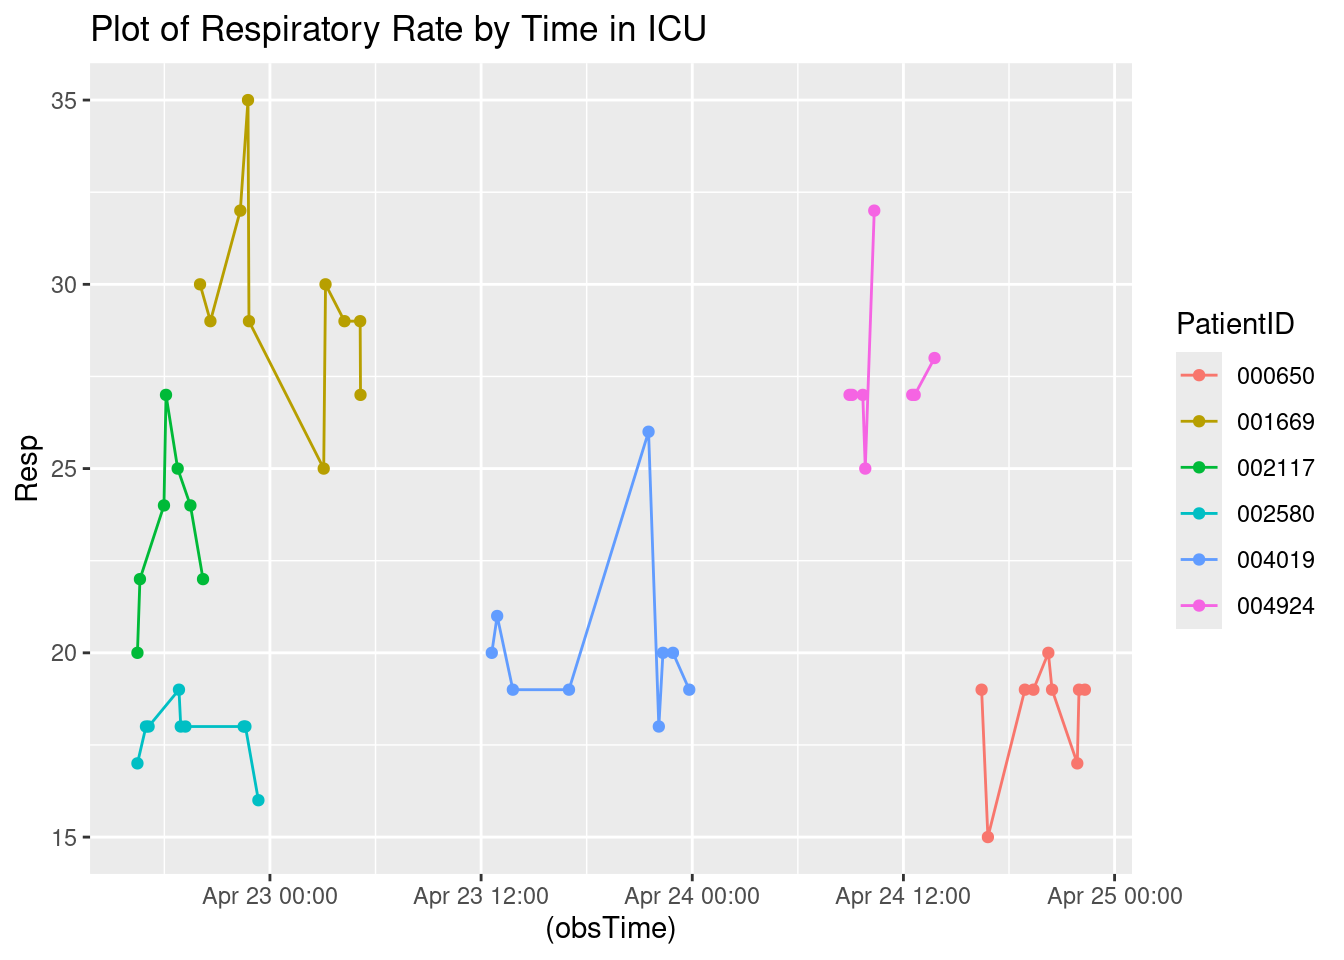 Plot of Respiratory Rate by Time in ICU
35
30
25
20
15
Resp
Apr 23 00:00
Apr 23 12:00
Apr 24 00:00
Apr 24 12:00
Apr 25 00:00
(obsTime)
PatientID
000650
001669
002117
002580
004019
004924